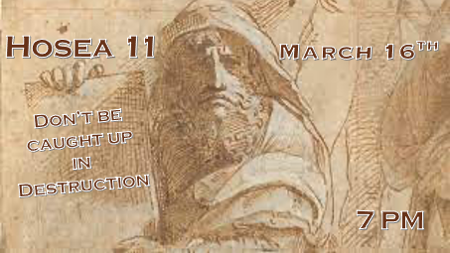 Hosea 11
March 16th
Don't be
caught up
in
Destruction
7 PM